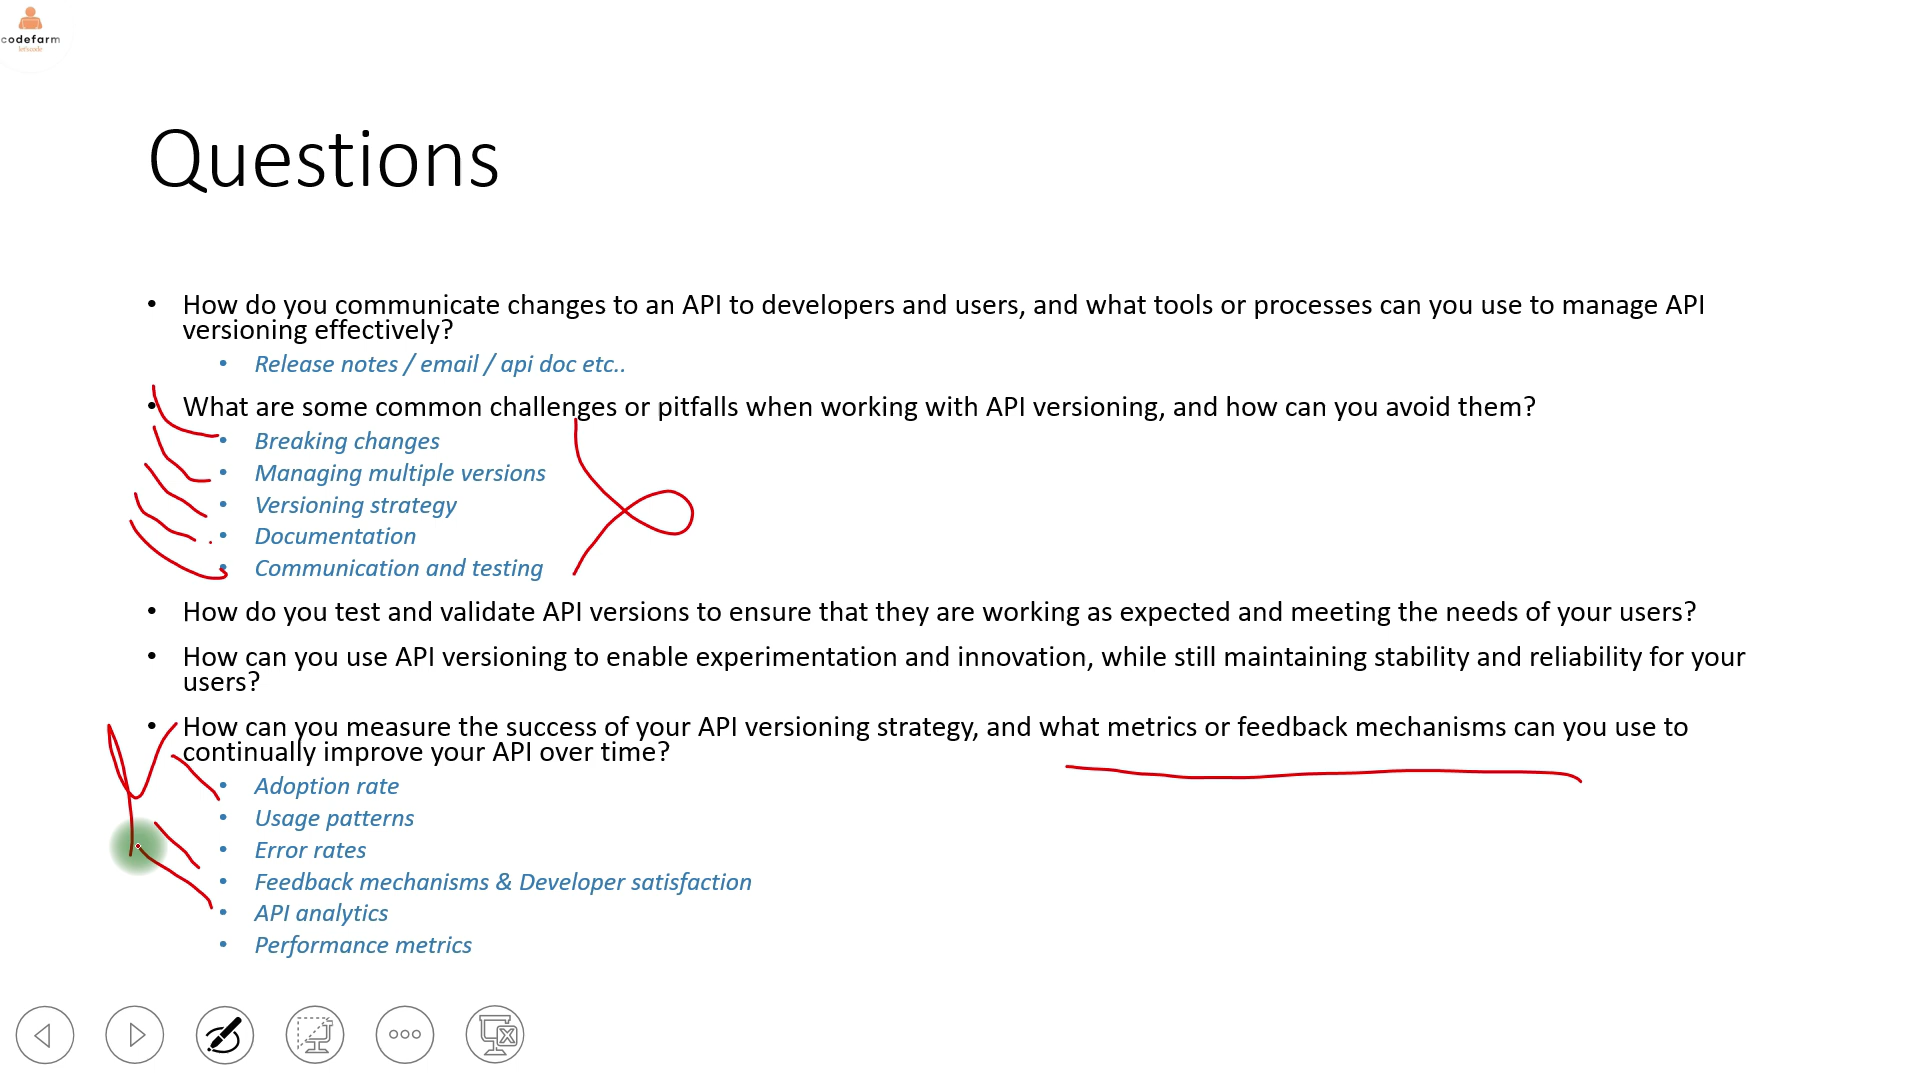 codefarm
let'scode
Questions
• How do you communicate changes to an API to developers and users, and what tools or processes can you use to manage API
versioning effectively?
• Release notes / email / api doc etc..
• What are some common challenges or pitfalls when working with API versioning, and how can you avoid them?
• Breaking changes
• Managing multiple versions
• Versioning strategy
• Documentation
• Communication and testing
• How do you test and validate API versions to ensure that they are working as expected and meeting the needs of your users?
• How can you use API versioning to enable experimentation and innovation, while still maintaining stability and reliability for your
users?
• How can you measure the success of your API versioning strategy, and what metrics or feedback mechanisms can you use to
continually improve your API over time?
• Adoption rate
• Usage patterns
• Error rates
• Feedback mechanisms & Developer satisfaction
• API analytics
• Performance metrics